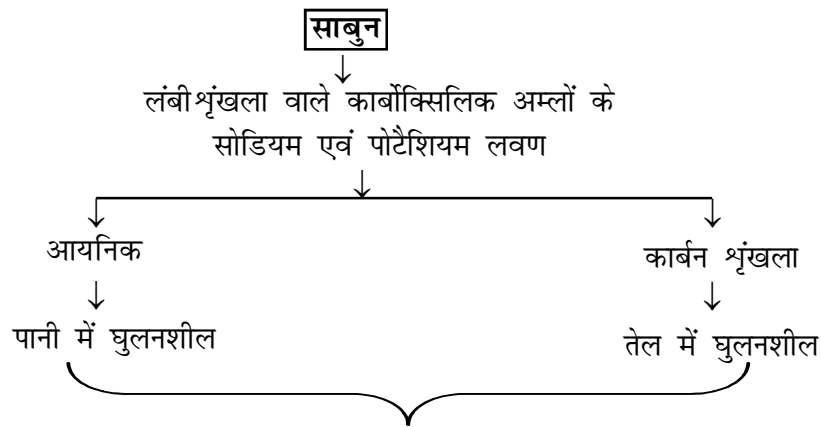 साबुन
लंबी शृंखला वाले कार्बोक्सिलिक अम्लों के
सोडियम एवं पोटैशियम लवण
आयनिक
कार्बन शृंखला
पानी में घुलनशील
तेल में घुलनशील